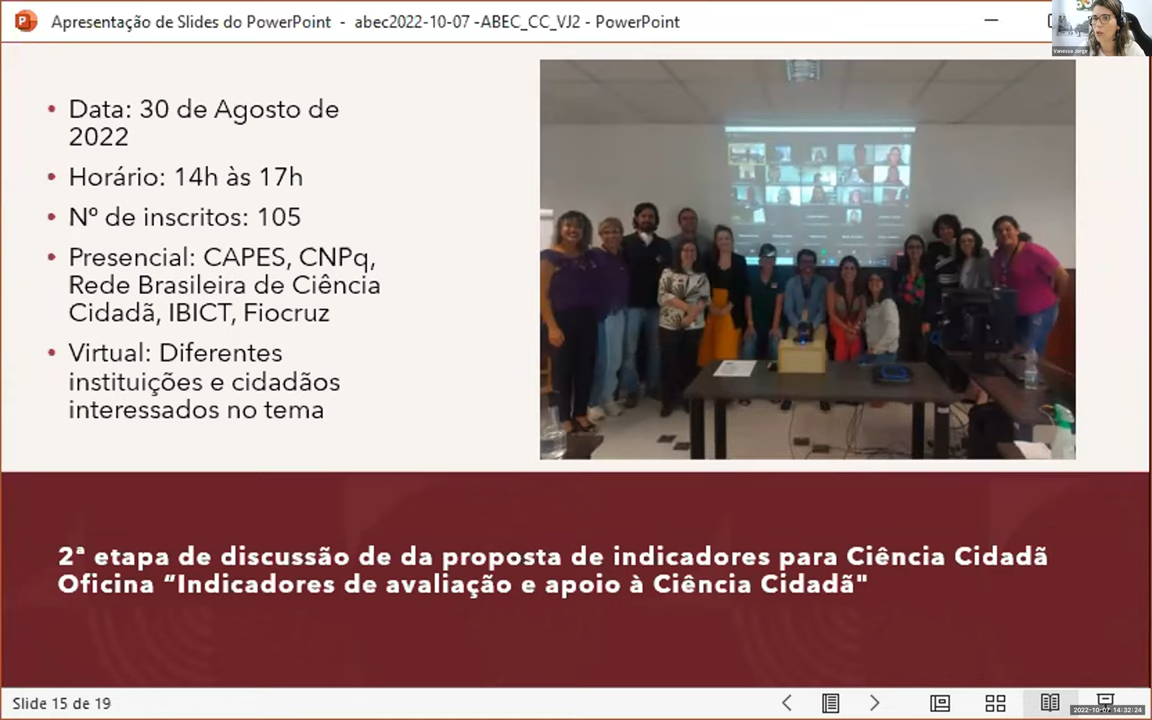 Apresentação de Slides do PowerPoint - abec2022-10-07 -ABEC_CC_VJ2 - PowerPoint
Vanessa Jorge
• Data: 30 de Agosto de
2022
• Horário: 14h às 17h
• Nº de inscritos: 105
• Presencial: CAPES, CNPq,
Rede Brasileira de Ciência
Cidadã, IBICT, Fiocruz
• Virtual: Diferentes
instituições e cidadãos
interessados no tema
2ª etapa de discussão de da proposta de indicadores para Ciência Cidadã
Oficina “Indicadores de avaliação e apoio à Ciência Cidadã"
Slide 15 de 19
2022-10-07 14:32:24